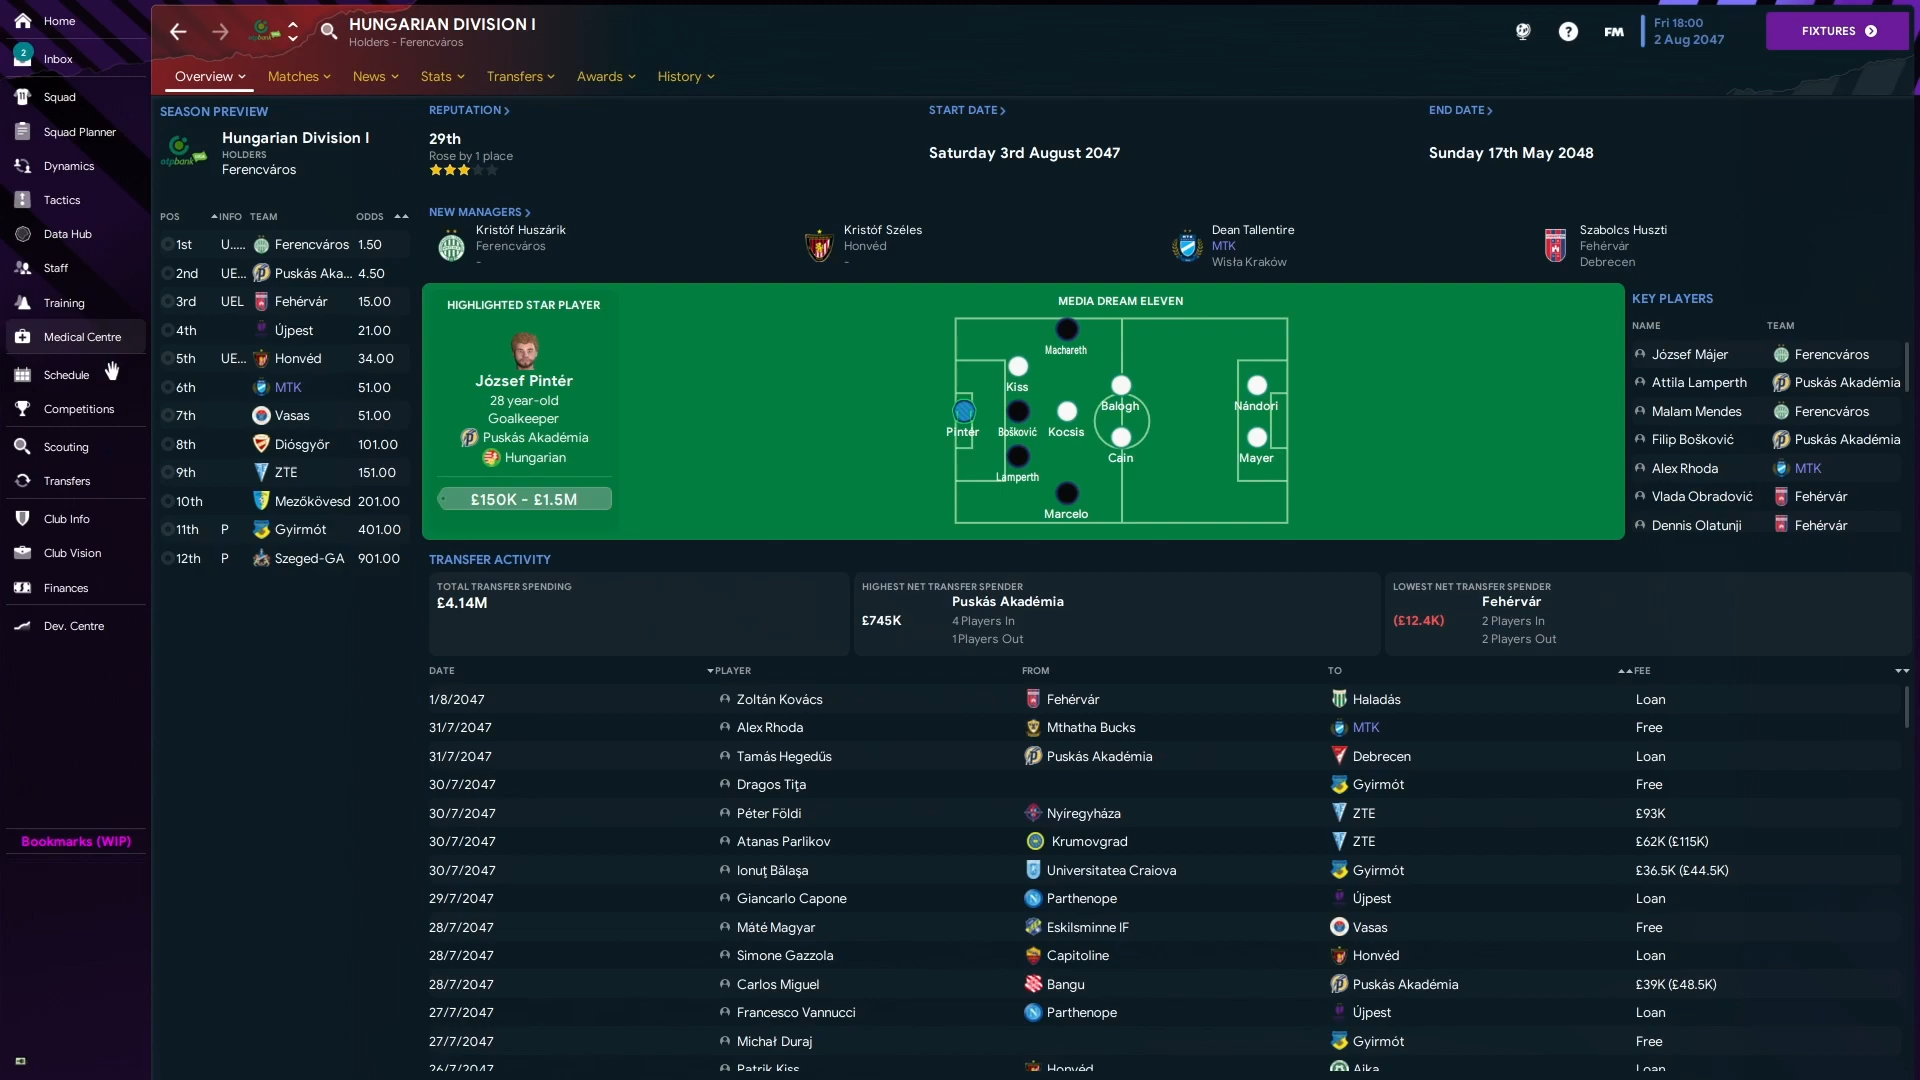 Home
Inbox
2
Squad
Squad Planner
Dynamics
Tactics
Data Hub
Staff
Training
Medical Centre
Schedule
Competitions
Scouting
Transfers
Club Info
Club Vision
Finances
Dev. Centre
Bookmarks (WIP)
HUNGARIAN DIVISION I
Holders - Ferencváros
FM
Fri 18:00
2 Aug 2047
FIXTURES
Overview Matches News Stats Transfers Awards History
SEASON PREVIEW
Hungarian Division I
HOLDERS
Ferencváros
POS INFO TEAM ODDS
1st U..... Ferencváros 1.50
2nd UE... Puskás Aka... 4.50
3rd UEL Fehérvár 15.00
4th Újpest 21.00
5th UE... Honvéd 34.00
6th MTK 51.00
7th Vasas 51.00
8th Diósgyőr 101.00
9th ZTE 151.00
10th Mezőkövesd 201.00
11th P Gyirmót 401.00
12th P Szeged-GA 901.00
REPUTATION
29th
Rose by 1 place
START DATE
Saturday 3rd August 2047
END DATE
Sunday 17th May 2048
NEW MANAGERS
Kristóf Huszárik
Ferencváros
-
Kristóf Széles
Honvéd
-
Dean Tallentire
MTK
Wisła Kraków
Szabolcs Huszti
Fehérvár
Debrecen
HIGHLIGHTED STAR PLAYER
József Pintér
28 year-old
Goalkeeper
Puskás Akadémia
Hungarian
£150K - £1.5M
MEDIA DREAM ELEVEN
Machareth
Kiss
Balogh
Nándori
Pintér
Bošković
Kocsis
Cain
Mayer
Lamperth
Marcelo
KEY PLAYERS
NAME TEAM
József Májer Ferencváros
Attila Lamperth Puskás Akadémia
Malam Mendes Ferencváros
Filip Bošković Puskás Akadémia
Alex Rhoda MTK
Vlada Obradović Fehérvár
Dennis Olatunji Fehérvár
TRANSFER ACTIVITY
TOTAL TRANSFER SPENDING
£4.14M
HIGHEST NET TRANSFER SPENDER
£745K
Puskás Akadémia
4 Players In
1 Players Out
LOWEST NET TRANSFER SPENDER
(£12.4K)
Fehérvár
2 Players In
2 Players Out
DATE PLAYER FROM TO FEE
1/8/2047 Zoltán Kovács Fehérvár Haladás Loan
31/7/2047 Alex Rhoda Mthatha Bucks MTK Free
31/7/2047 Tamás Hegedűs Puskás Akadémia Debrecen Loan
30/7/2047 Dragos Tiţa Gyirmót Free
30/7/2047 Péter Földi Nyíregyháza ZTE £93K
30/7/2047 Atanas Parlikov Krumovgrad ZTE £62K (£115K)
30/7/2047 Ionuţ Bălaşa Universitatea Craiova Gyirmót £36.5K (£44.5K)
29/7/2047 Giancarlo Capone Parthenope Újpest Loan
28/7/2047 Máté Magyar Eskilsminne IF Vasas Free
28/7/2047 Simone Gazzola Capitoline Honvéd Loan
28/7/2047 Carlos Miguel Bangu Puskás Akadémia £39K (£48.5K)
27/7/2047 Francesco Vannucci Parthenope Újpest Loan
27/7/2047 Michał Duraj Gyirmót Free
26/7/2047 Patrik Kiss Honvéd Ajka Loan